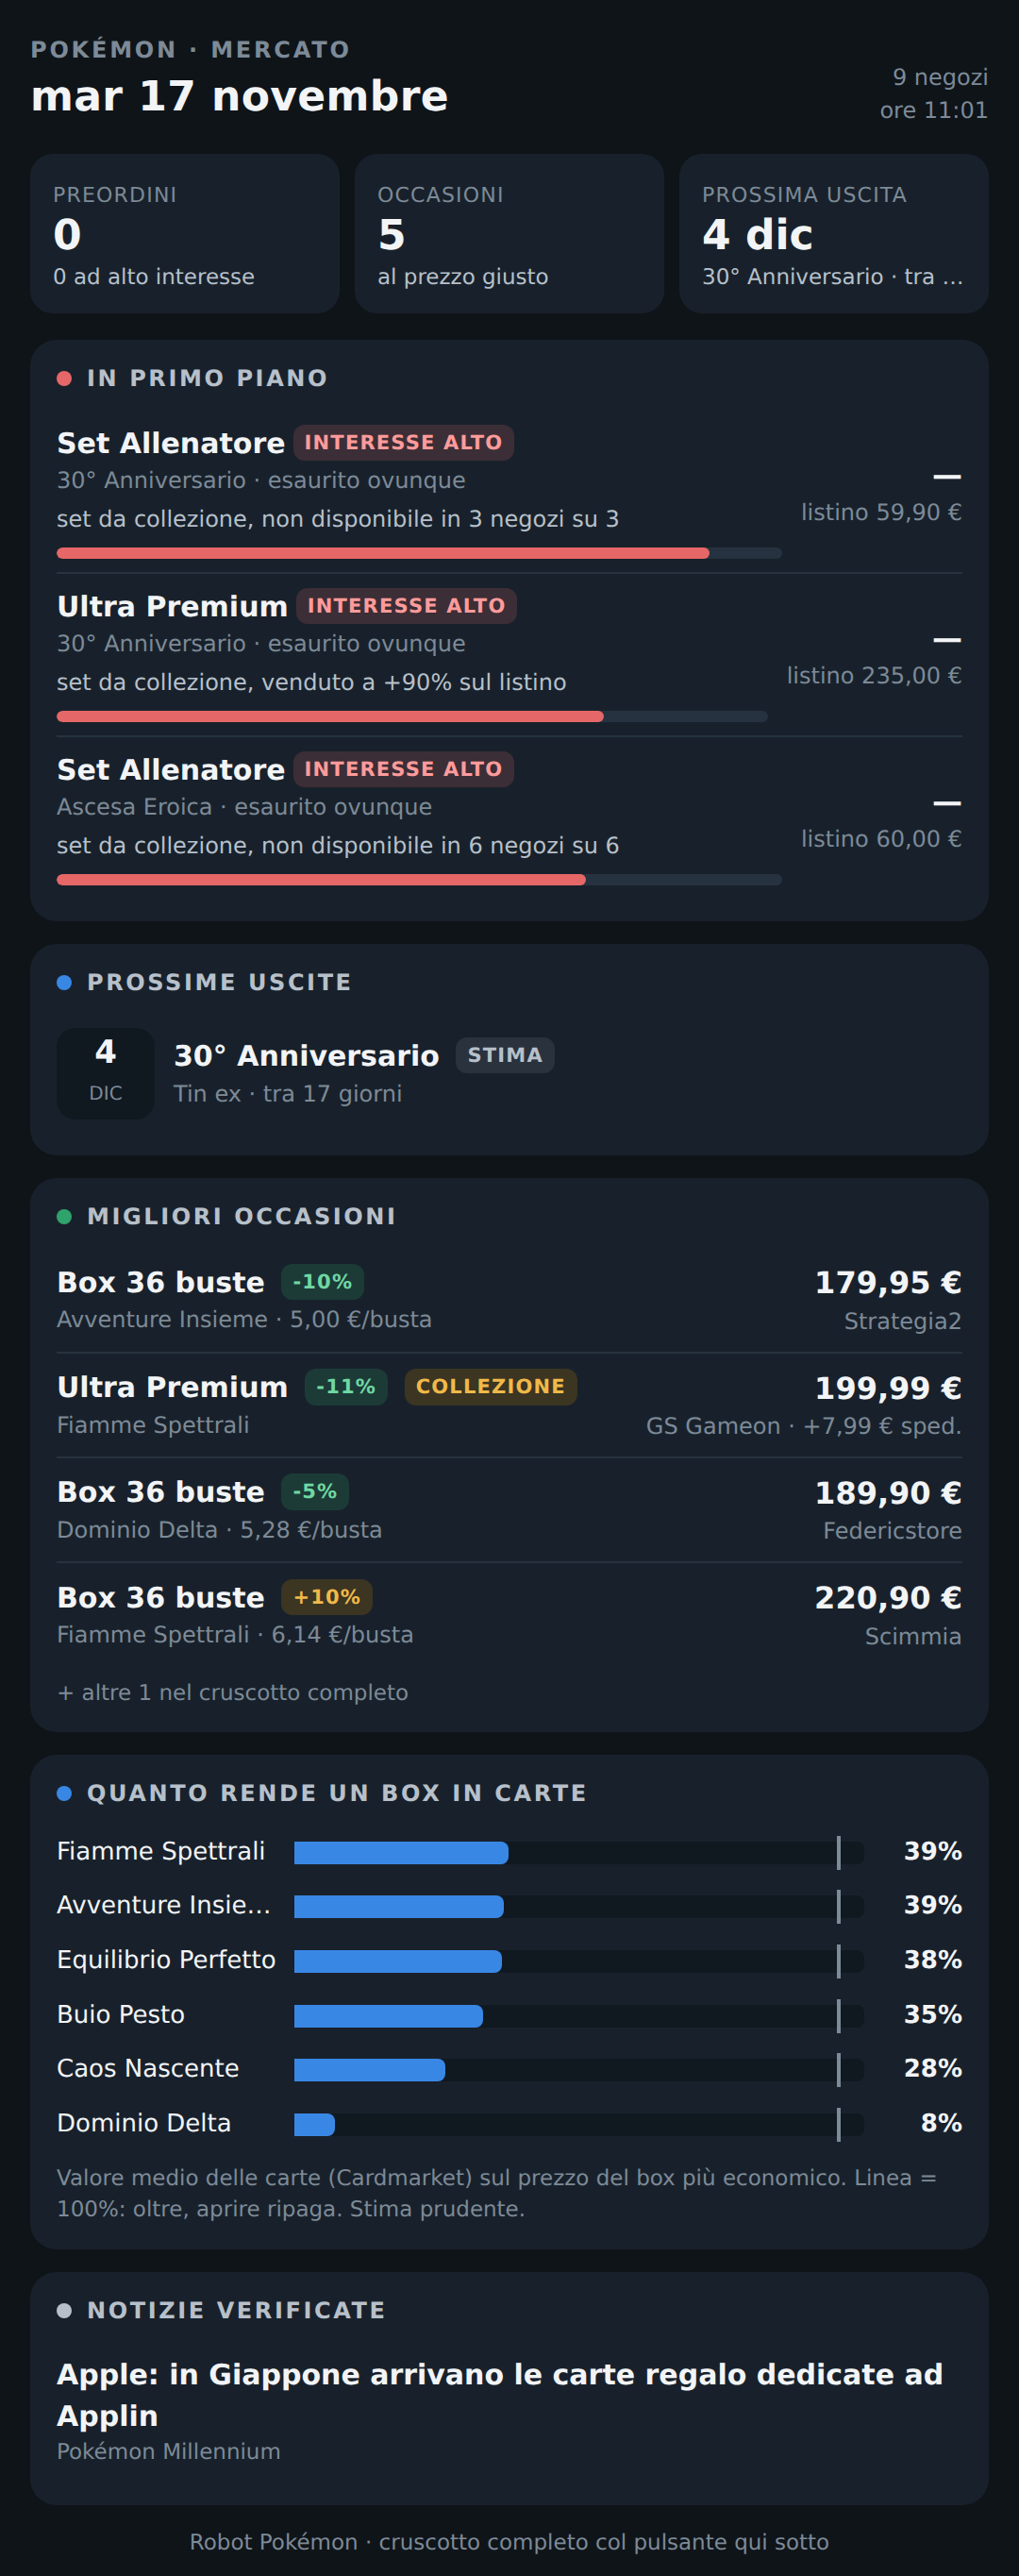 POKÉMON · MERCATO
mar 17 novembre
9 negozi
ore 11:01
PREORDINI
0
0 ad alto interesse
OCCASIONI
5
al prezzo giusto
PROSSIMA USCITA
4 dic
30° Anniversario · tra …
IN PRIMO PIANO
Set Allenatore INTERESSE ALTO
30° Anniversario · esaurito ovunque
set da collezione, non disponibile in 3 negozi su 3
—
listino 59,90 €
Ultra Premium INTERESSE ALTO
30° Anniversario · esaurito ovunque
set da collezione, venduto a +90% sul listino
—
listino 235,00 €
Set Allenatore INTERESSE ALTO
Ascesa Eroica · esaurito ovunque
set da collezione, non disponibile in 6 negozi su 6
—
listino 60,00 €
PROSSIME USCITE
4
DIC
30° Anniversario STIMA
Tin ex · tra 17 giorni
MIGLIORI OCCASIONI
Box 36 buste -10%
Avventure Insieme · 5,00 €/busta
179,95 €
Strategia2
Ultra Premium -11% COLLEZIONE
Fiamme Spettrali
199,99 €
GS Gameon · +7,99 € sped.
Box 36 buste -5%
Dominio Delta · 5,28 €/busta
189,90 €
Federicstore
Box 36 buste +10%
Fiamme Spettrali · 6,14 €/busta
220,90 €
Scimmia
+ altre 1 nel cruscotto completo
QUANTO RENDE UN BOX IN CARTE
Fiamme Spettrali 39%
Avventure Insie… 39%
Equilibrio Perfetto 38%
Buio Pesto 35%
Caos Nascente 28%
Dominio Delta 8%
Valore medio delle carte (Cardmarket) sul prezzo del box più economico. Linea =
100%: oltre, aprire ripaga. Stima prudente.
NOTIZIE VERIFICATE
Apple: in Giappone arrivano le carte regalo dedicate ad
Applin
Pokémon Millennium
Robot Pokémon · cruscotto completo col pulsante qui sotto